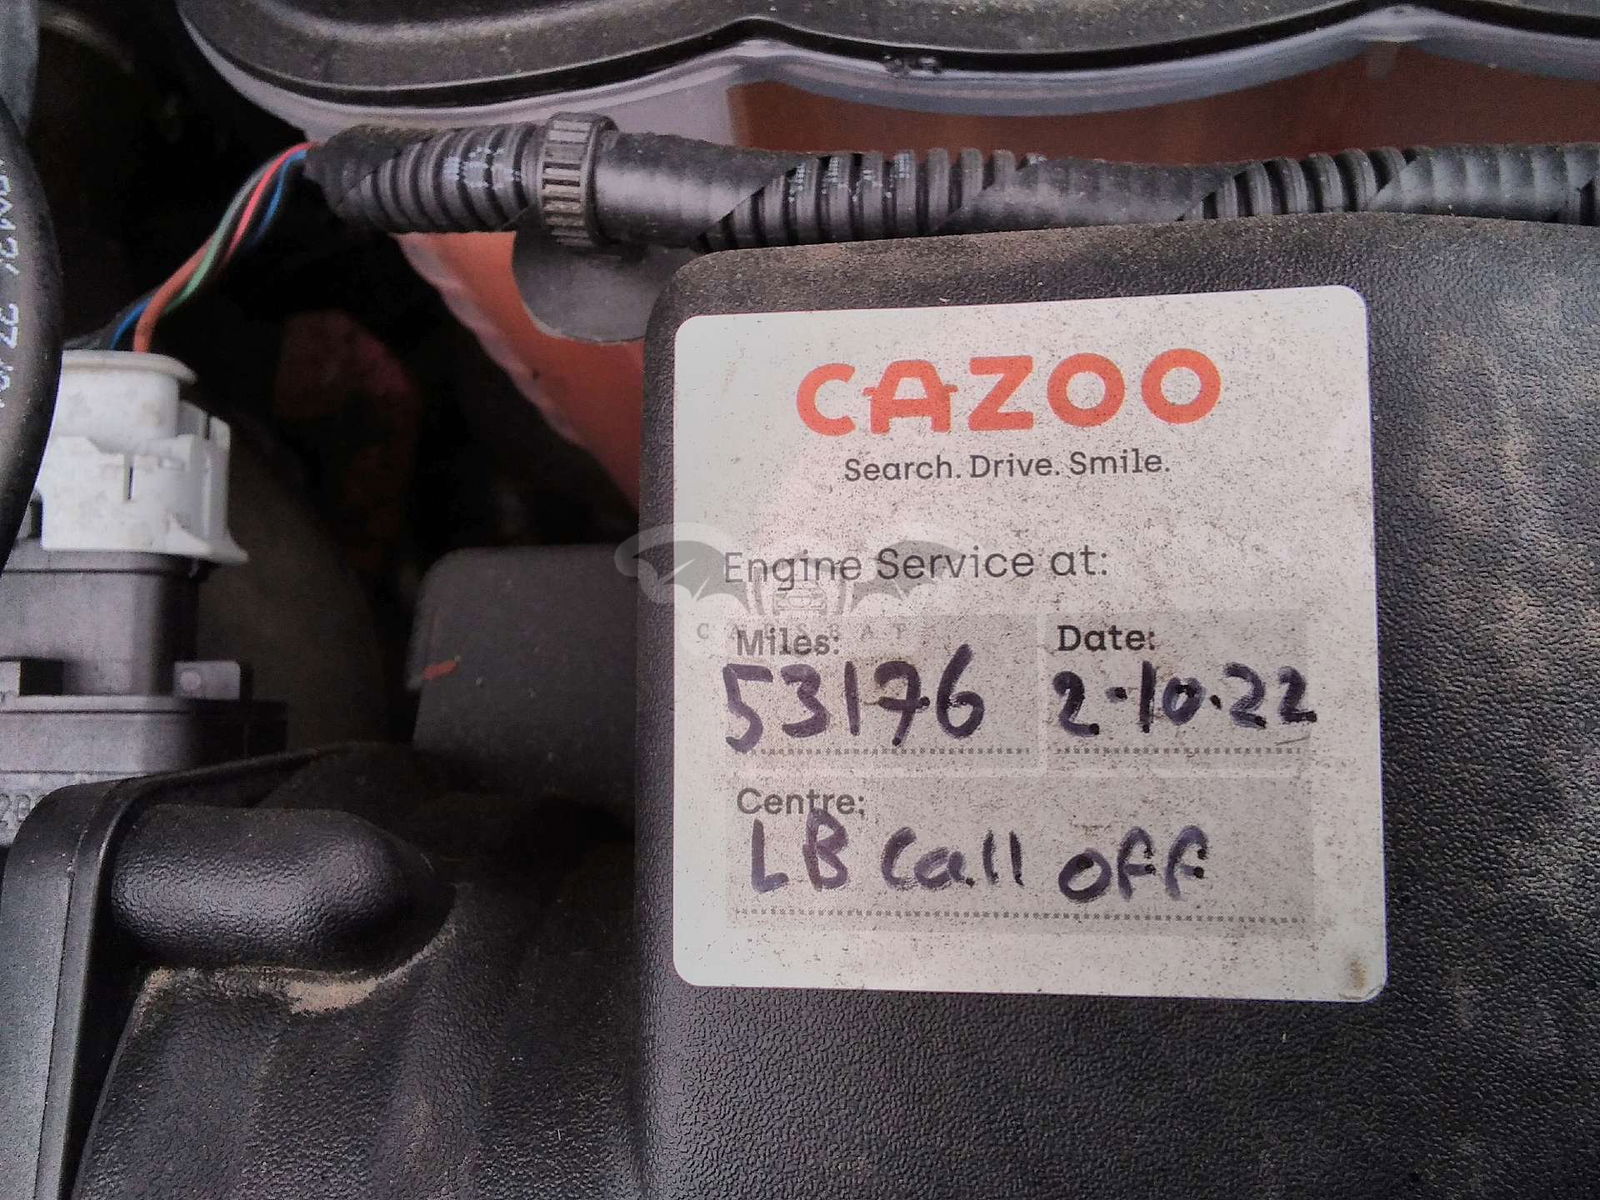 CAZOO
Search. Drive. Smile.
Engine Service at:
Miles: Date:
53176 2-10.22
Centre:
LB Call off